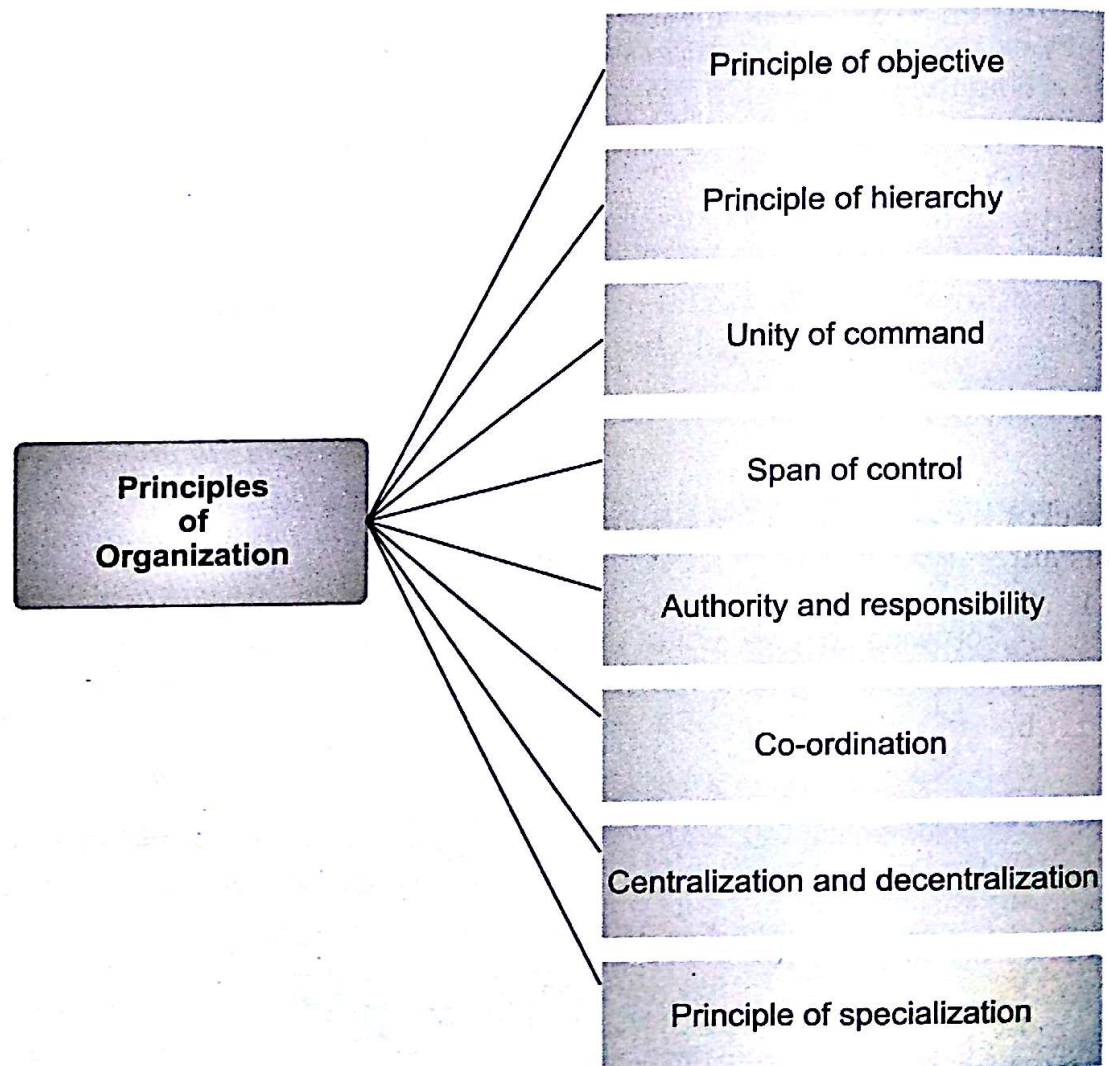 Principle of objective
Principle of hierarchy
Unity of command
Span of control
Principles
of
Organization
Authority and responsibility
Co-ordination
Centralization and decentralization
Principle of specialization